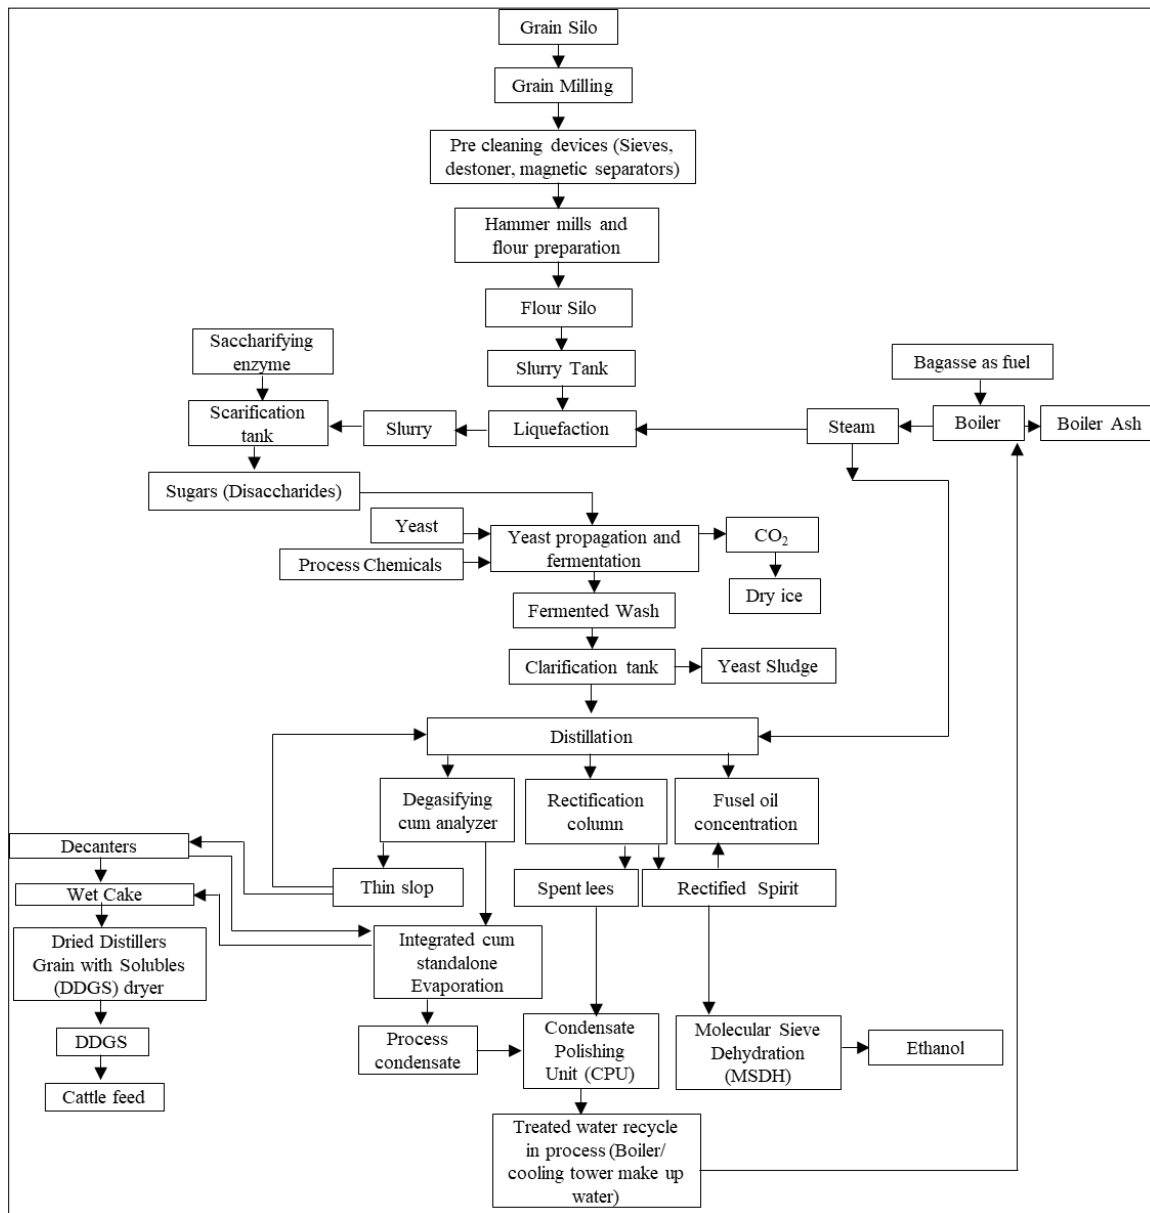 Grain Silo
Grain Milling
Pre cleaning devices (Sieves,
destoner, magnetic separators)
Hammer mills and
flour preparation
Flour Silo
Saccharifying
enzyme
Slurry Tank
Bagasse as fuel
Scarification
tank
Slurry
Liquefaction
Steam
Boiler
Boiler Ash
Sugars (Disaccharides)
Yeast
Process Chemicals
Yeast propagation and
fermentation
CO₂
Dry ice
Fermented Wash
Clarification tank
Yeast Sludge
Distillation
Degasifying
cum analyzer
Rectification
column
Fusel oil
concentration
Decanters
Wet Cake
Thin slop
Spent lees
Rectified Spirit
Dried Distillers
Grain with Solubles
(DDGS) dryer
Integrated cum
standalone
Evaporation
DDGS
Process
condensate
Condensate
Polishing
Unit (CPU)
Molecular Sieve
Dehydration
(MSDH)
Ethanol
Cattle feed
Treated water recycle
in process (Boiler/
cooling tower make up
water)